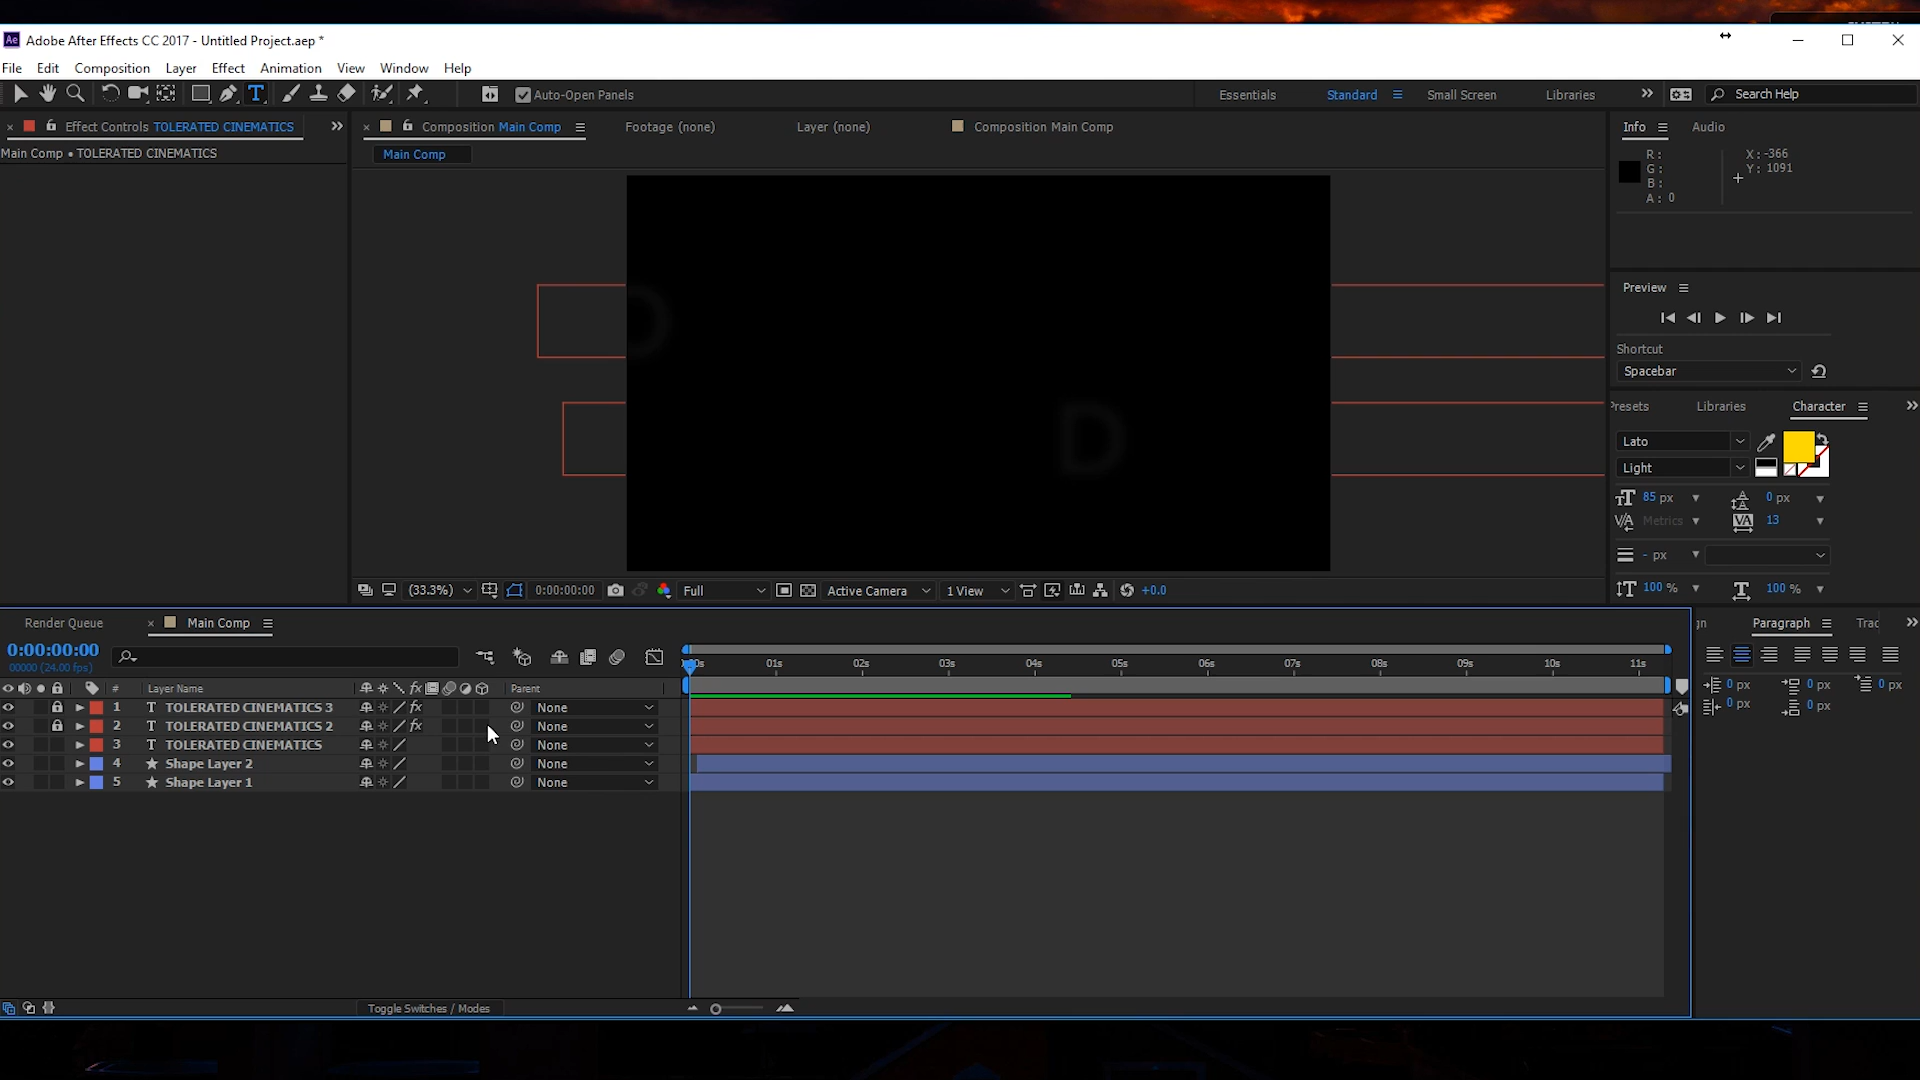 Ae Adobe After Effects CC 2017 - Untitled Project.aep *
File Edit Composition Layer Effect Animation View Window Help
T Auto-Open Panels Essentials Standard Small Screen Libraries Search Help
Effect Controls TOLERATED CINEMATICS Composition Main Comp Footage (none) Layer (none) Composition Main Comp Info Audio
Main Comp • TOLERATED CINEMATICS Main Comp
R: X: -366
G: Y: 1091
B:
A: 0
Preview
D
Shortcut
Spacebar
Presets Libraries Character
D
Lato
Light
85 px 0 px
Metrics 13
- px
(33.3%) 0:00:00:00 Full Active Camera 1 View +0.0 100 % 100 %
Render Queue Main Comp Paragraph Trac
0:00:00:00
00000 (24.00 fps)
01s 02s 03s 04s 05s 06s 07s 08s 09s 10s 11s
# Layer Name fx Parent 0 px 0 px 0 px
1 T TOLERATED CINEMATICS 3 fx None 0 px 0 px
2 T TOLERATED CINEMATICS 2 fx None
3 T TOLERATED CINEMATICS None
4 Shape Layer 2 None
5 Shape Layer 1 None
Toggle Switches / Modes